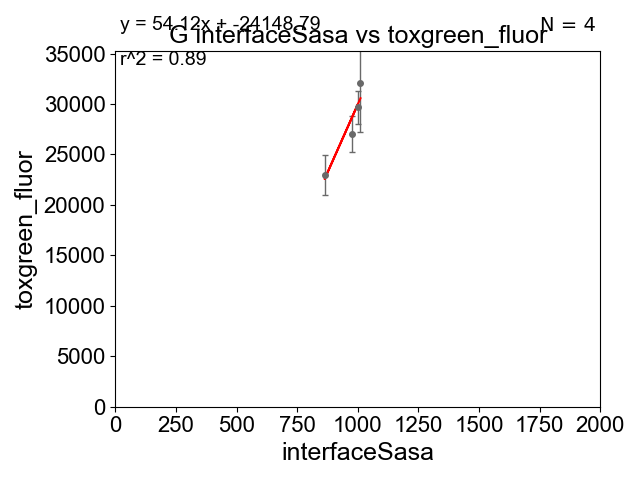 y = 54.12x + -24148.79
N = 4
G interfaceSasa vs toxgreen_fluor
r^2 = 0.89
35000
30000
25000
20000
15000
10000
5000
0
toxgreen_fluor
0 250 500 750 1000 1250 1500 1750 2000
interfaceSasa